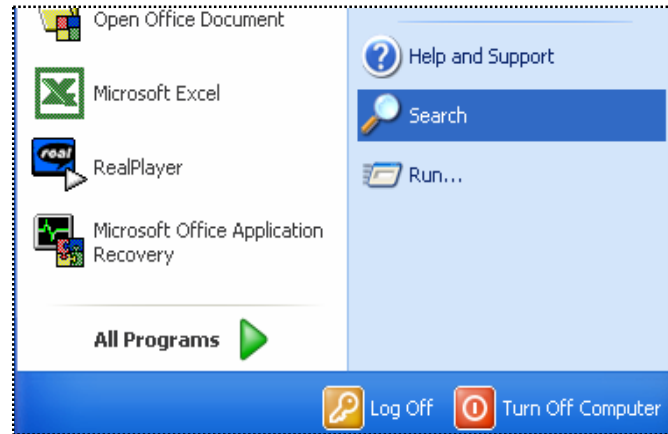 Open Office Document
Microsoft Excel
real
RealPlayer
Microsoft Office Application
Recovery
All Programs
Help and Support
Search
Run...
Log Off
Turn Off Computer